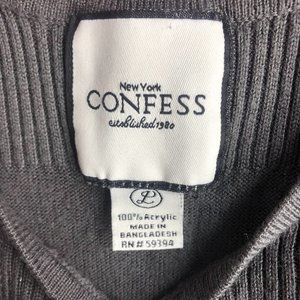 New York
CONFESS
established 1980
L
100% Acrylic
MADE IN
BANGLADESH
RN # 59394